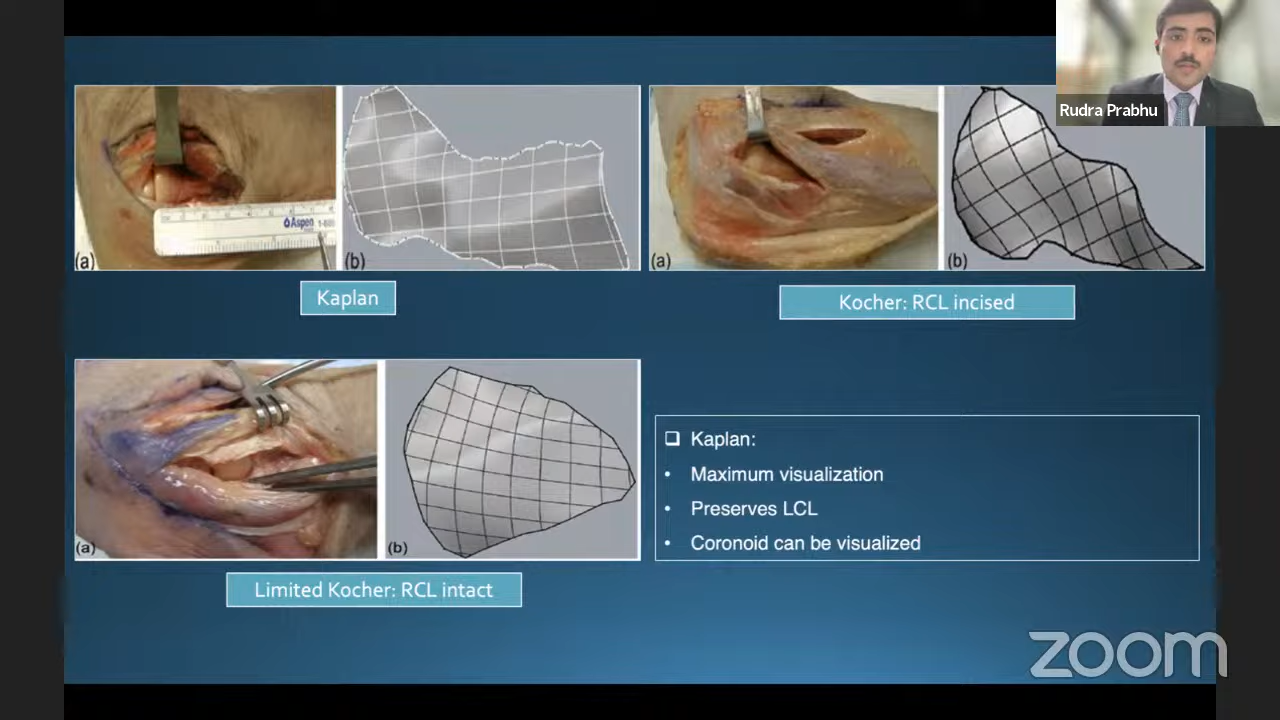 Rudra Prabhu
Aspen
(a)
(b)
(a)
(b)
Kaplan
Kocher: RCL incised
(a)
(b)
Limited Kocher: RCL intact
❑ Kaplan:
• Maximum visualization
• Preserves LCL
• Coronoid can be visualized
zoom